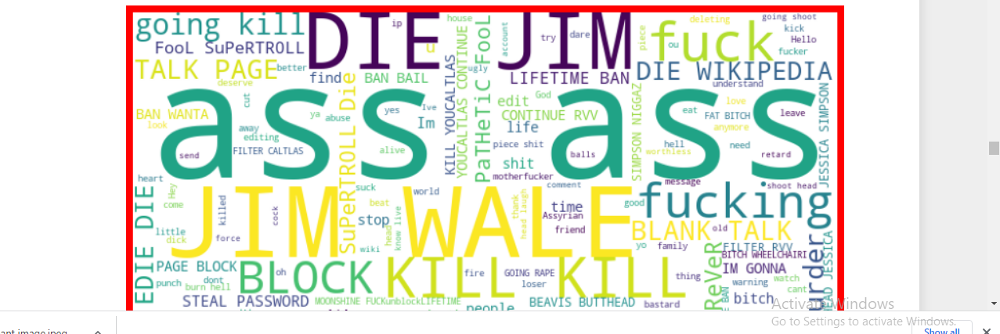 going kill
DIE JIM
ip
house
try
dare
account
piece
deleting
going shoot
kick
Hello
fucker
ou
fuck
FooL SuPeRTR0LL
d
ugly
TALK PAGE
better
find
BAN BAIL
LIFETIME BAN
DIE WIKIPEDIA
deserve
cut
understand
ass ass
BAN WANTA
look
ya
abuse
yes
Ive
Im
edit
God
CONTINUE RVV
life
eat
love
FAT BITCH
leave
anymore
away
editing
FILTER CALTLAS
send
alive
KILL YOUCALTLAS
YOUCALTLAS CONTINUE
PaTHeTiC FooL
piece shit
shit
balls
motherfucker
SIMPSON NIGGAZ
hell
worthless
need
retard
JESSICA SIMPSON
heart
Hey
come
SuPeRTROLL Die
suck
world
comment
message
shoot head
EDIE DIE
killed
cock
JIM WALE
beat
stop
head
know live
thank
head laugh
time
Assyrian
friend
good
fucking
little
dick
force
wiki
BLANK TALK
old
yo
family
FILTER RVV
BITCH WHEELCHAIRI
PAGE BLOCK
BLOCK
KILL KILL
oh
fire
GOING RAPE
loser
thing
ReVeR
IM GONNA
urder
JESSICA
HEAD JESSICA
punch
dont
burn hell
warning
watch
cant
STEAL PASSWORD
MOONSHINE FUCKunblockLIFETIME
people
BEAVIS BUTTHEAD
bastard
BAN
bitch
Activate Windows
Go to Settings to activate Windows.
ant image.jpeg
Show all